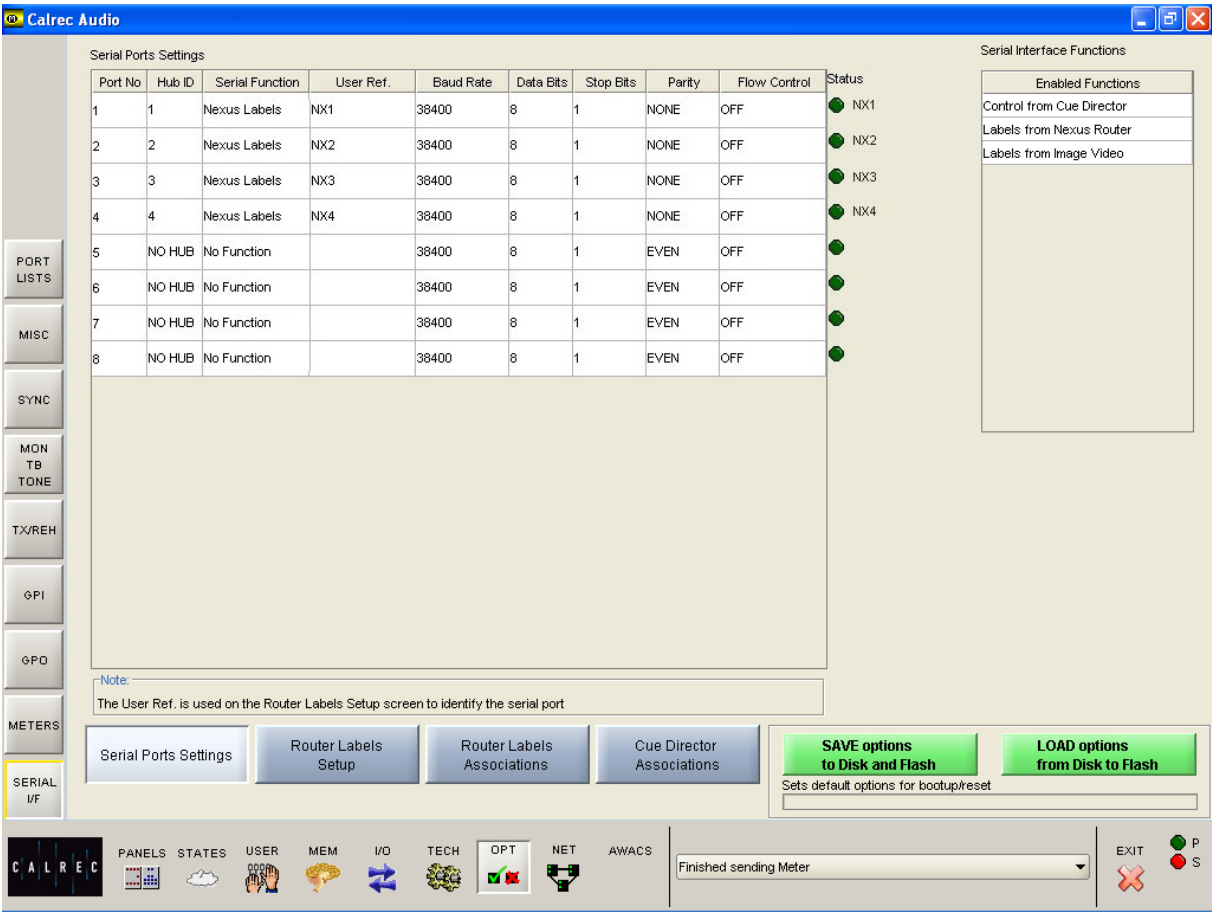 Calrec Audio
Serial Ports Settings
Port No Hub ID Serial Function User Ref. Baud Rate Data Bits Stop Bits Parity Flow Control Status
1 1 Nexus Labels NX1 38400 8 1 NONE OFF NX1
2 2 Nexus Labels NX2 38400 8 1 NONE OFF NX2
3 3 Nexus Labels NX3 38400 8 1 NONE OFF NX3
4 4 Nexus Labels NX4 38400 8 1 NONE OFF NX4
5 NO HUB No Function 38400 8 1 EVEN OFF
6 NO HUB No Function 38400 8 1 EVEN OFF
7 NO HUB No Function 38400 8 1 EVEN OFF
8 NO HUB No Function 38400 8 1 EVEN OFF
Serial Interface Functions
Enabled Functions
Control from Cue Director
Labels from Nexus Router
Labels from Image Video
PORT
LISTS
MISC
SYNC
MON
TB
TONE
TX/REH
GPI
GPO
METERS
SERIAL
I/F
Note:
The User Ref. is used on the Router Labels Setup screen to identify the serial port
Serial Ports Settings
Router Labels
Setup
Router Labels
Associations
Cue Director
Associations
SAVE options
to Disk and Flash
LOAD options
from Disk to Flash
Sets default options for bootup/reset
CALREC
PANELS STATES USER MEM I/O TECH OPT NET AWACS
Finished sending Meter
EXIT
P
S